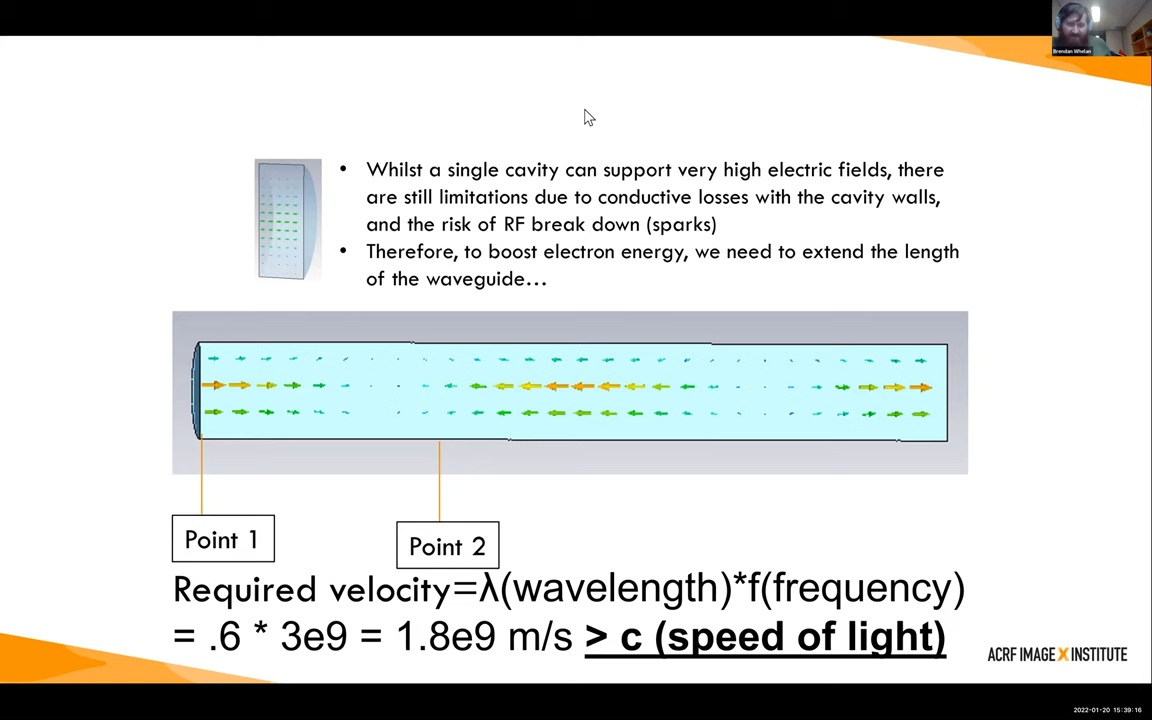 Brendan Whelan
• Whilst a single cavity can support very high electric fields, there
are still limitations due to conductive losses with the cavity walls,
and the risk of RF break down (sparks)
• Therefore, to boost electron energy, we need to extend the length
of the waveguide…
Point 1
Point 2
Required velocity=λ(wavelength)*f(frequency)
= .6 * 3e9 = 1.8e9 m/s > c (speed of light)
ACRF IMAGE X INSTITUTE
2022-01-20 15:39:16